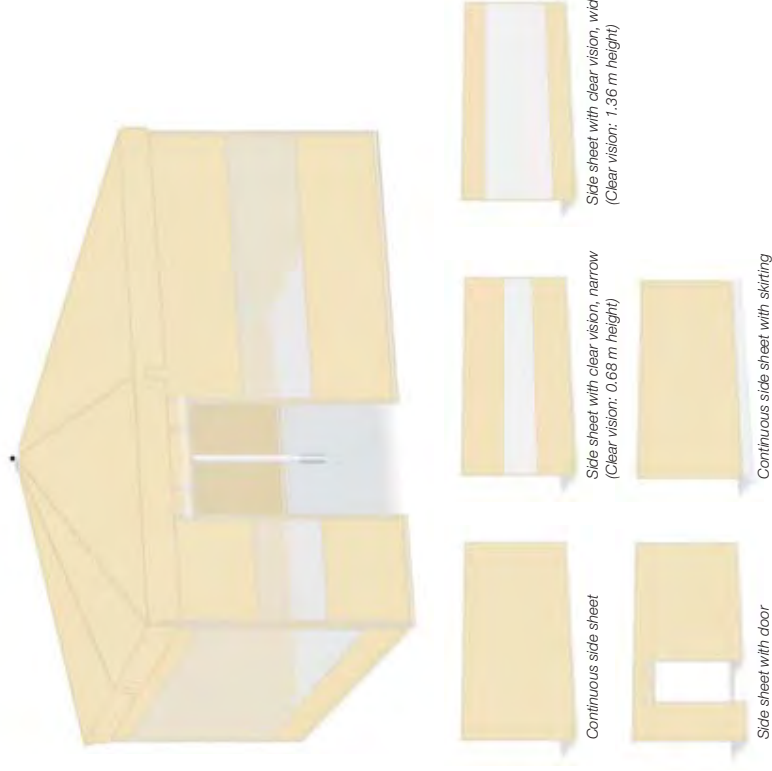 Continuous side sheet
Side sheet with clear vision, narrow
(Clear vision: 0.68 m height)
Side sheet with clear vision, wid
(Clear vision: 1.36 m height)
Side sheet with door
Continuous side sheet with skirting